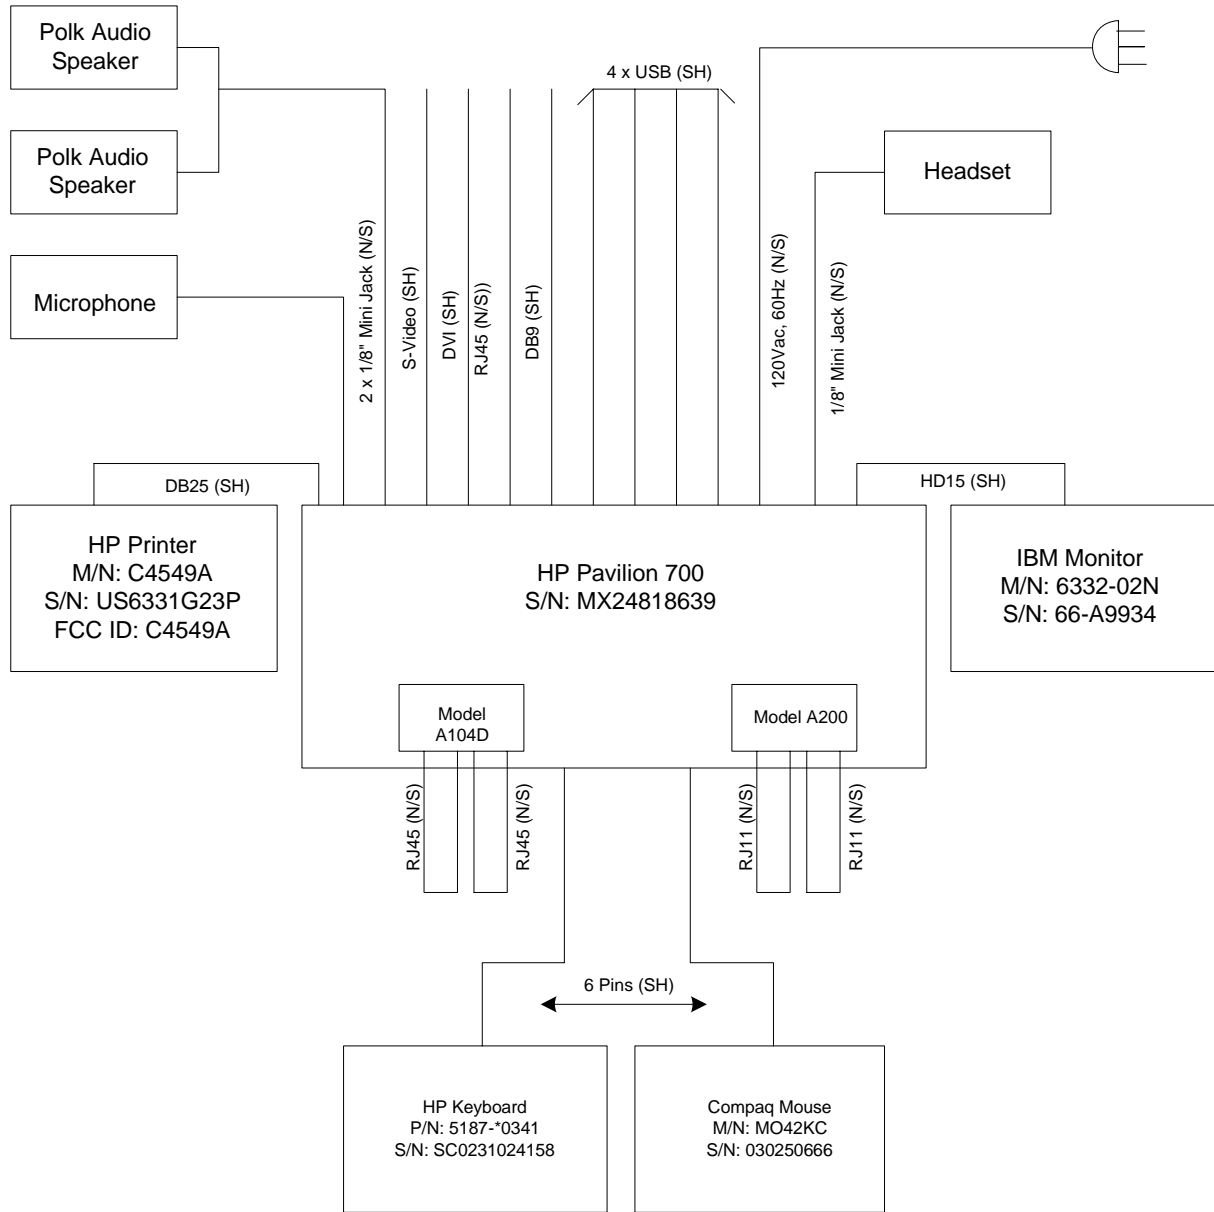 Polk Audio
Speaker
4 x USB (SH)
Polk Audio
Speaker
Headset
Microphone
2 x 1/8" Mini Jack (N/S)
S-Video (SH)
DVI (SH)
RJ45 (N/S))
DB9 (SH)
120Vac, 60Hz (N/S)
1/8" Mini Jack (N/S)
DB25 (SH)
HD15 (SH)
HP Printer
M/N: C4549A
S/N: US6331G23P
FCC ID: C4549A
HP Pavilion 700
S/N: MX24818639
IBM Monitor
M/N: 6332-02N
S/N: 66-A9934
Model
A104D
Model A200
RJ45 (N/S)
RJ45 (N/S)
RJ11 (N/S)
RJ11 (N/S)
6 Pins (SH)
HP Keyboard
P/N: 5187-*0341
S/N: SC0231024158
Compaq Mouse
M/N: MO42KC
S/N: 030250666